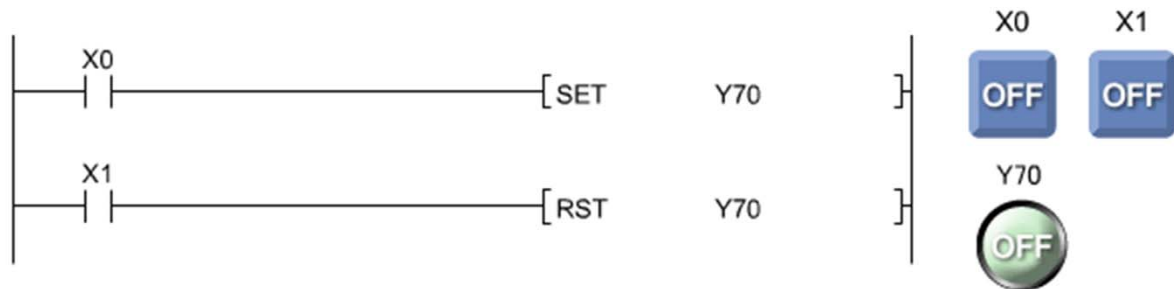 X0 X1
X0
SET Y70
OFF OFF
X1
Y70
RST Y70
OFF